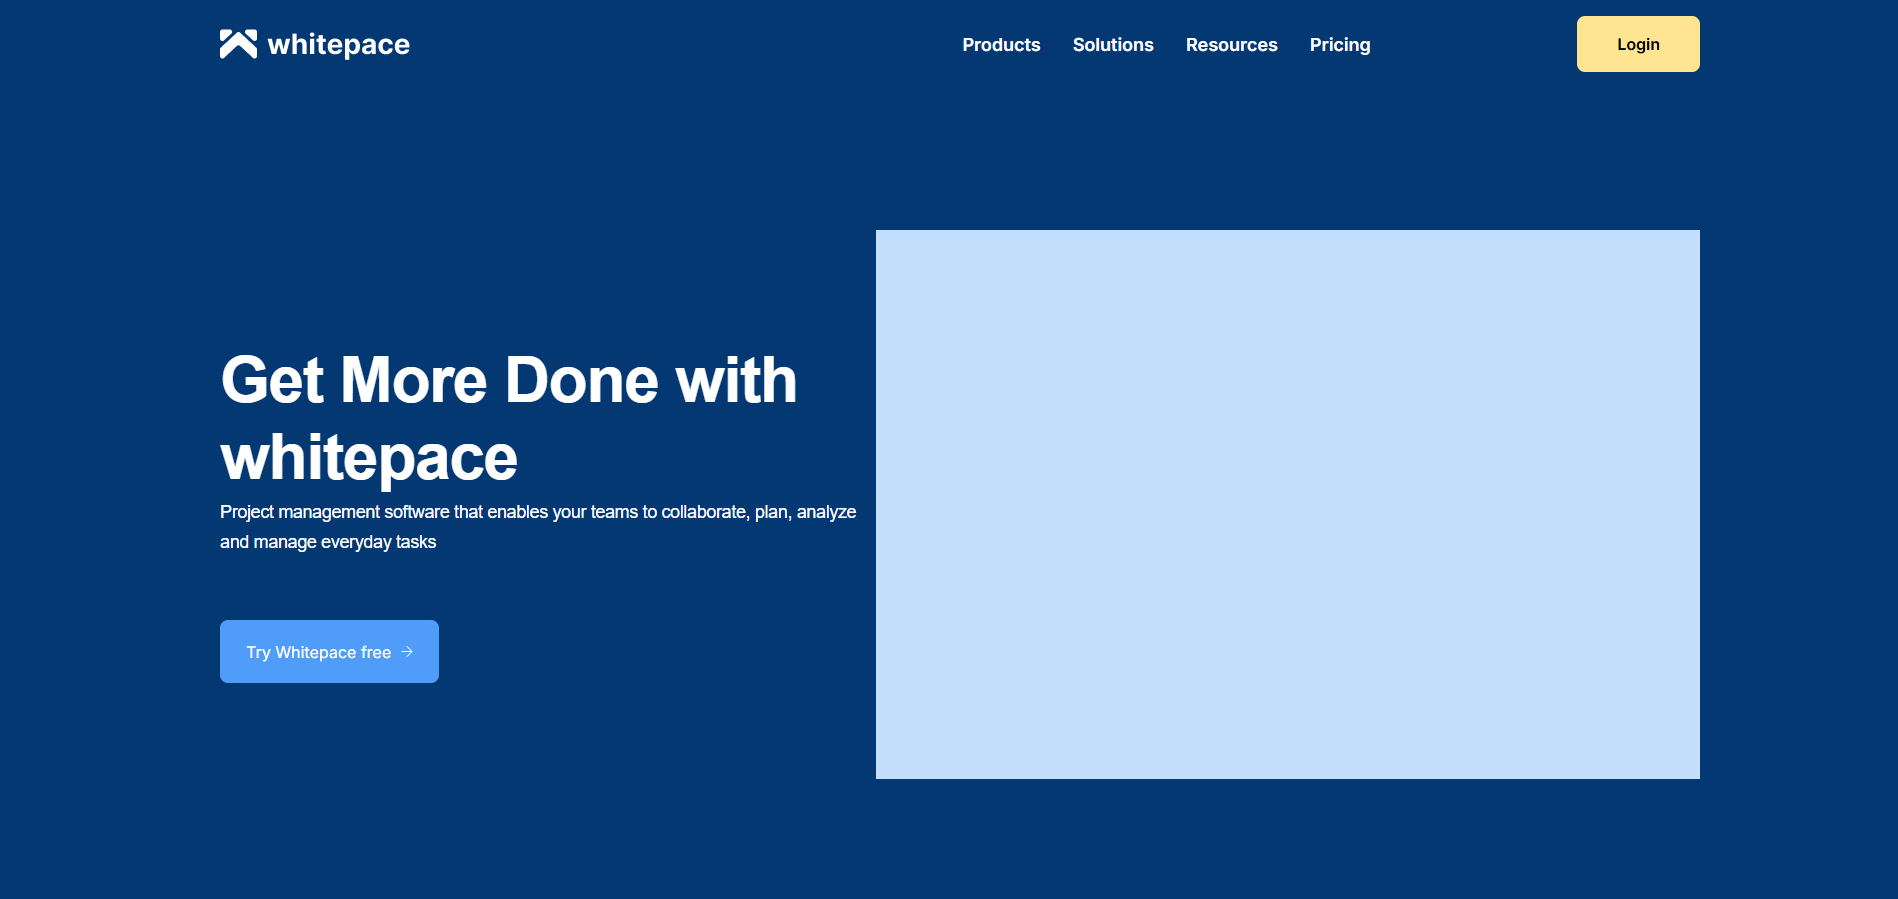 whitepace
Products Solutions Resources Pricing
Login
Get More Done with
whitepace
Project management software that enables your teams to collaborate, plan, analyze
and manage everyday tasks
Try Whitepace free →